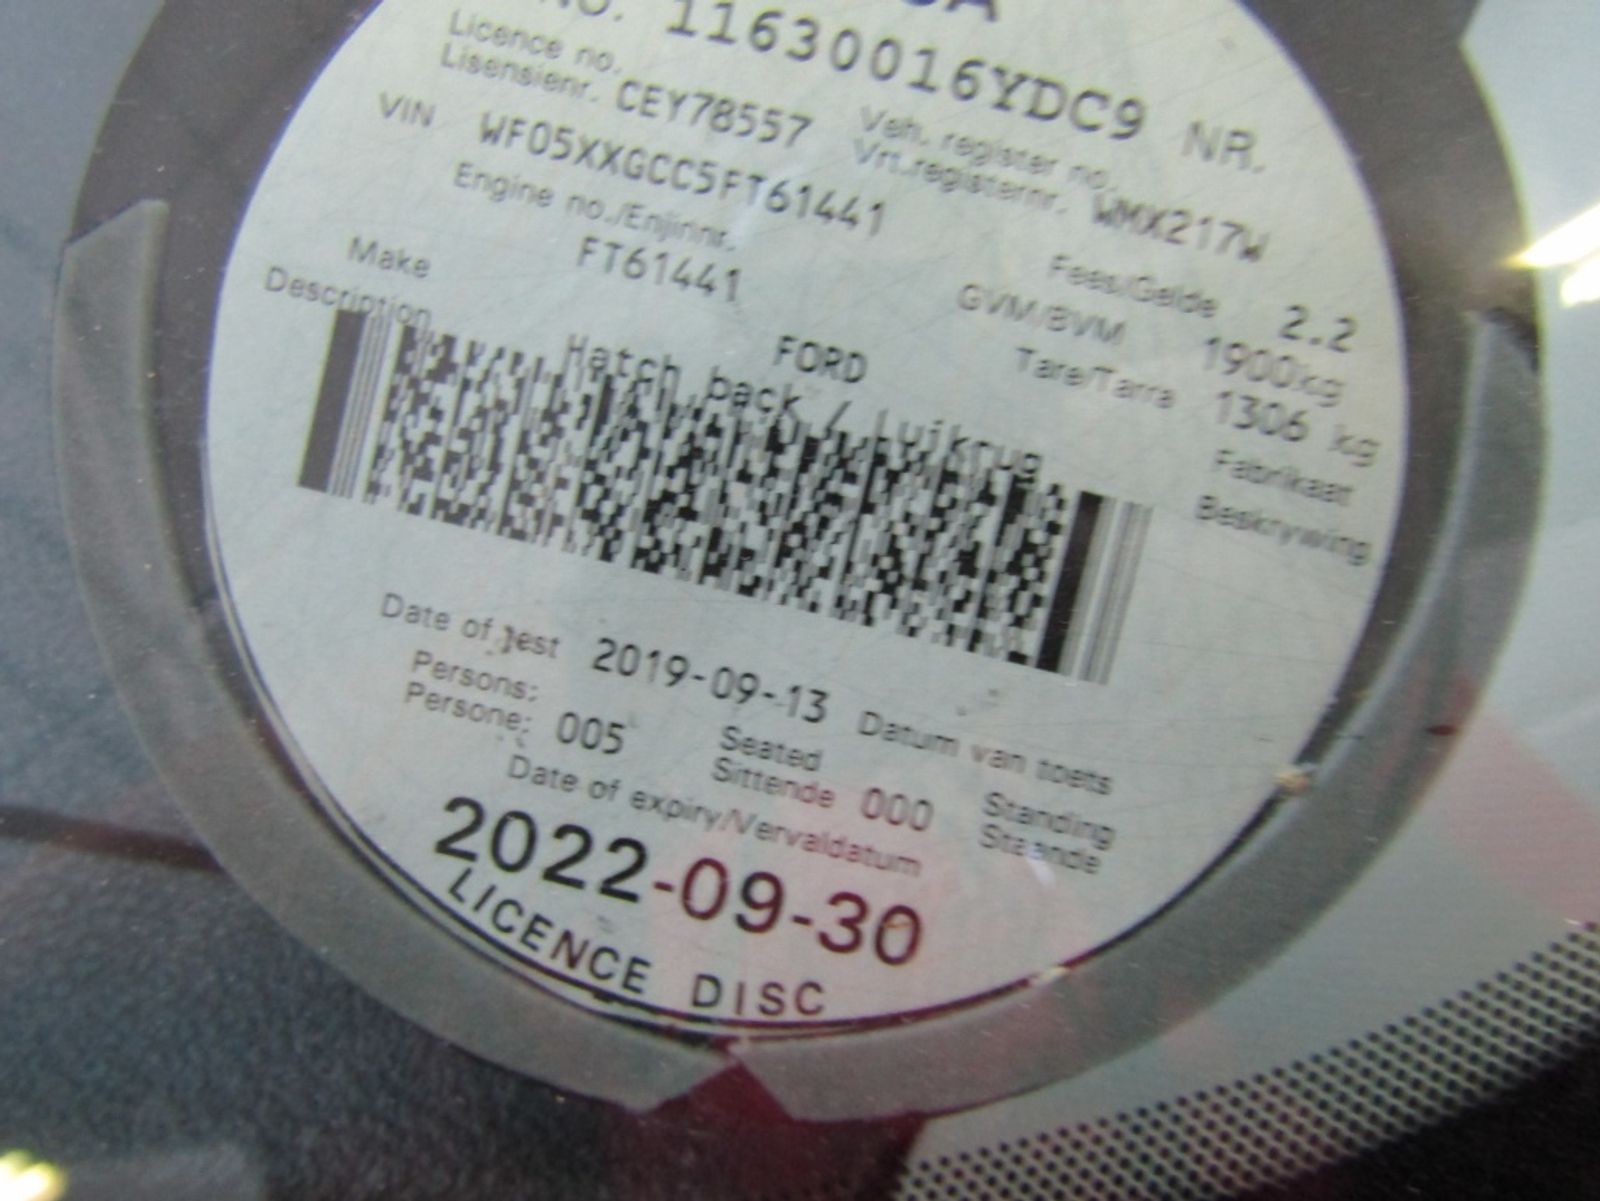 NO. 11630016YDC9 NR.
Licence no.
Lisensienr. CEY78557
Veh. register no.
Vrt.registernr. WMX217W
VIN WF05XXGCC5FT61441
Engine no./Enjinnr.
FT61441
Fees/Gelde 2.2
GVM/BVM 1900kg
Tare/Tarra 1306 kg
Make FORD Fabrikaat
Description Hatch back / Luikrug Beskrywing
Date of Test 2019-09-13 Datum van toets
Persons:
Persone: 005
Seated
Sittende 000
Standing
Staande
Date of expiry/Vervaldatum
2022-09-30
LICENCE DISC